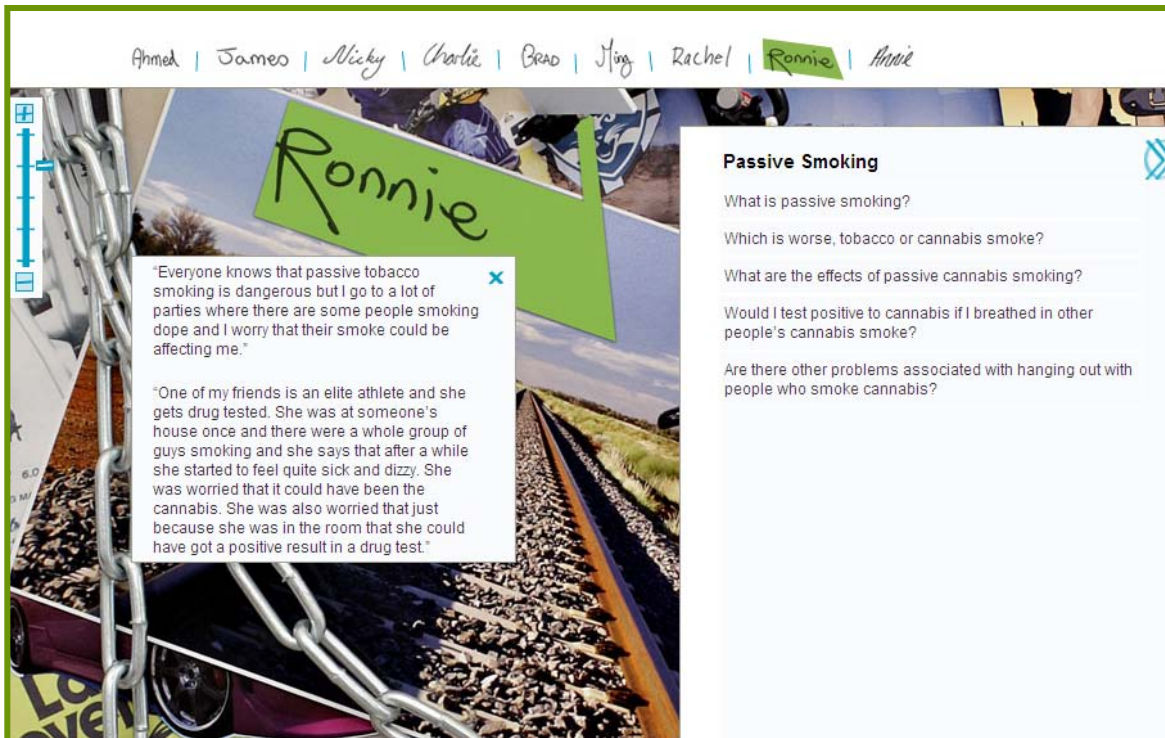 Ahmed | James | Nicky | Charlie | BRAD | Ming | Rachel | Ronnie | Annie
Ronnie
“Everyone knows that passive tobacco
smoking is dangerous but I go to a lot of
parties where there are some people smoking
dope and I worry that their smoke could be
affecting me.”
“One of my friends is an elite athlete and she
gets drug tested. She was at someone’s
house once and there were a whole group of
guys smoking and she says that after a while
she started to feel quite sick and dizzy. She
was worried that it could have been the
cannabis. She was also worried that just
because she was in the room that she could
have got a positive result in a drug test.”
Passive Smoking
What is passive smoking?
Which is worse, tobacco or cannabis smoke?
What are the effects of passive cannabis smoking?
Would I test positive to cannabis if I breathed in other
people’s cannabis smoke?
Are there other problems associated with hanging out with
people who smoke cannabis?
6.0